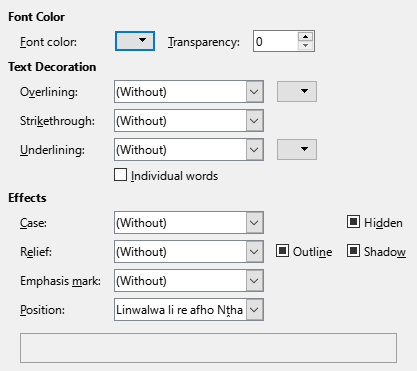 Font Color
Font color: Transparency: 0
Text Decoration
Overlining: (Without)
Strikethrough: (Without)
Underlining: (Without)
Individual words
Effects
Case: (Without) Hidden
Relief: (Without) Outline Shadow
Emphasis mark: (Without)
Position: Linwalwa li re afho Nṱha